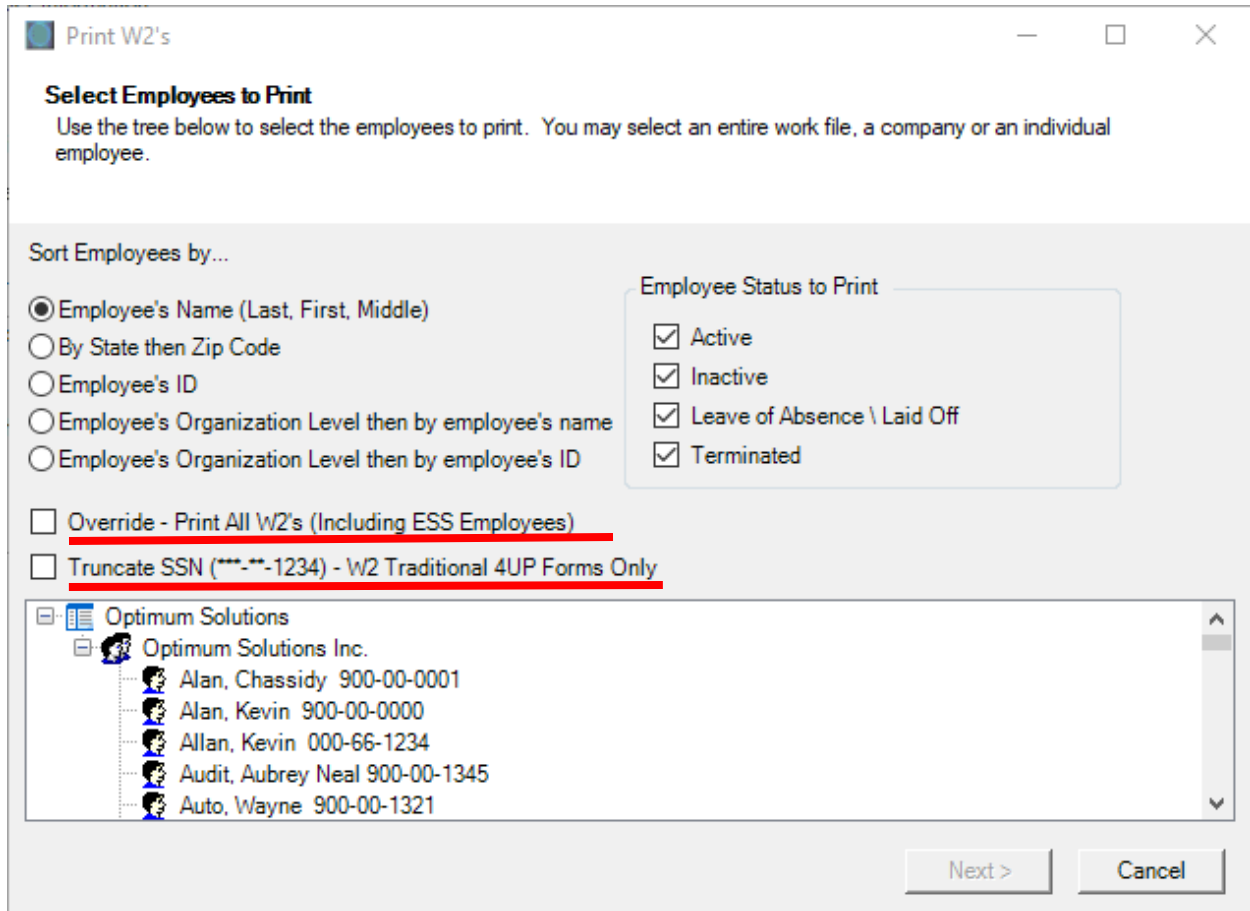 Print W2's
Select Employees to Print
Use the tree below to select the employees to print. You may select an entire work file, a company or an individual
employee.
Sort Employees by...
Employee's Name (Last, First, Middle)
By State then Zip Code
Employee's ID
Employee's Organization Level then by employee's name
Employee's Organization Level then by employee's ID
Employee Status to Print
Active
Inactive
Leave of Absence \ Laid Off
Terminated
Override - Print All W2's (Including ESS Employees)
Truncate SSN (***-**-1234) - W2 Traditional 4UP Forms Only
Optimum Solutions
Optimum Solutions Inc.
Alan, Chassidy 900-00-0001
Alan, Kevin 900-00-0000
Allan, Kevin 000-66-1234
Audit, Aubrey Neal 900-00-1345
Auto, Wayne 900-00-1321
Next >
Cancel